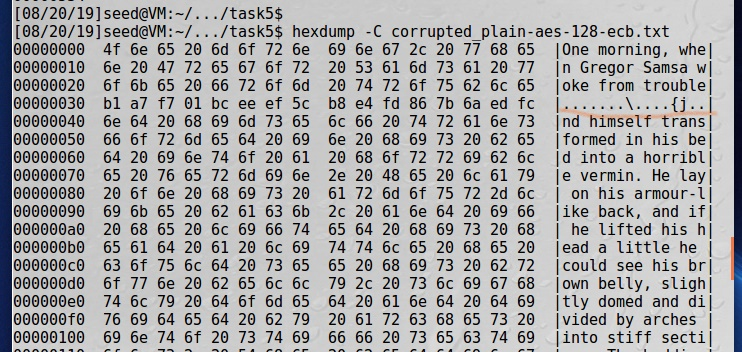 [08/20/19]seed@VM:~/.../task5$
[08/20/19]seed@VM:~/.../task5$ hexdump -C corrupted_plain-aes-128-ecb.txt
00000000  4f 6e 65 20 6d 6f 72 6e  69 6e 67 2c 20 77 68 65  |One morning, whe|
00000010  6e 20 47 72 65 67 6f 72  20 53 61 6d 73 61 20 77  |n Gregor Samsa w|
00000020  6f 6b 65 20 66 72 6f 6d  20 74 72 6f 75 62 6c 65  |oke from trouble|
00000030  b1 a7 f7 01 bc ee ef 5c  b8 e4 fd 86 7b 6a ed fc  |.......\....{j..|
00000040  6e 64 20 68 69 6d 73 65  6c 66 20 74 72 61 6e 73  |nd himself trans|
00000050  66 6f 72 6d 65 64 20 69  6e 20 68 69 73 20 62 65  |formed in his be|
00000060  64 20 69 6e 74 6f 20 61  20 68 6f 72 72 69 62 6c  |d into a horribl|
00000070  65 20 76 65 72 6d 69 6e  2e 20 48 65 20 6c 61 79  |e vermin. He lay|
00000080  20 6f 6e 20 68 69 73 20  61 72 6d 6f 75 72 2d 6c  | on his armour-l|
00000090  69 6b 65 20 62 61 63 6b  2c 20 61 6e 64 20 69 66  |ike back, and if|
000000a0  20 68 65 20 6c 69 66 74  65 64 20 68 69 73 20 68  | he lifted his h|
000000b0  65 61 64 20 61 20 6c 69  74 74 6c 65 20 68 65 20  |ead a little he |
000000c0  63 6f 75 6c 64 20 73 65  65 20 68 69 73 20 62 72  |could see his br|
000000d0  6f 77 6e 20 62 65 6c 6c  79 2c 20 73 6c 69 67 68  |own belly, sligh|
000000e0  74 6c 79 20 64 6f 6d 65  64 20 61 6e 64 20 64 69  |tly domed and di|
000000f0  76 69 64 65 64 20 62 79  20 61 72 63 68 65 73 20  |vided by arches |
00000100  69 6e 74 6f 20 73 74 69  66 66 20 73 65 63 74 69  |into stiff secti|